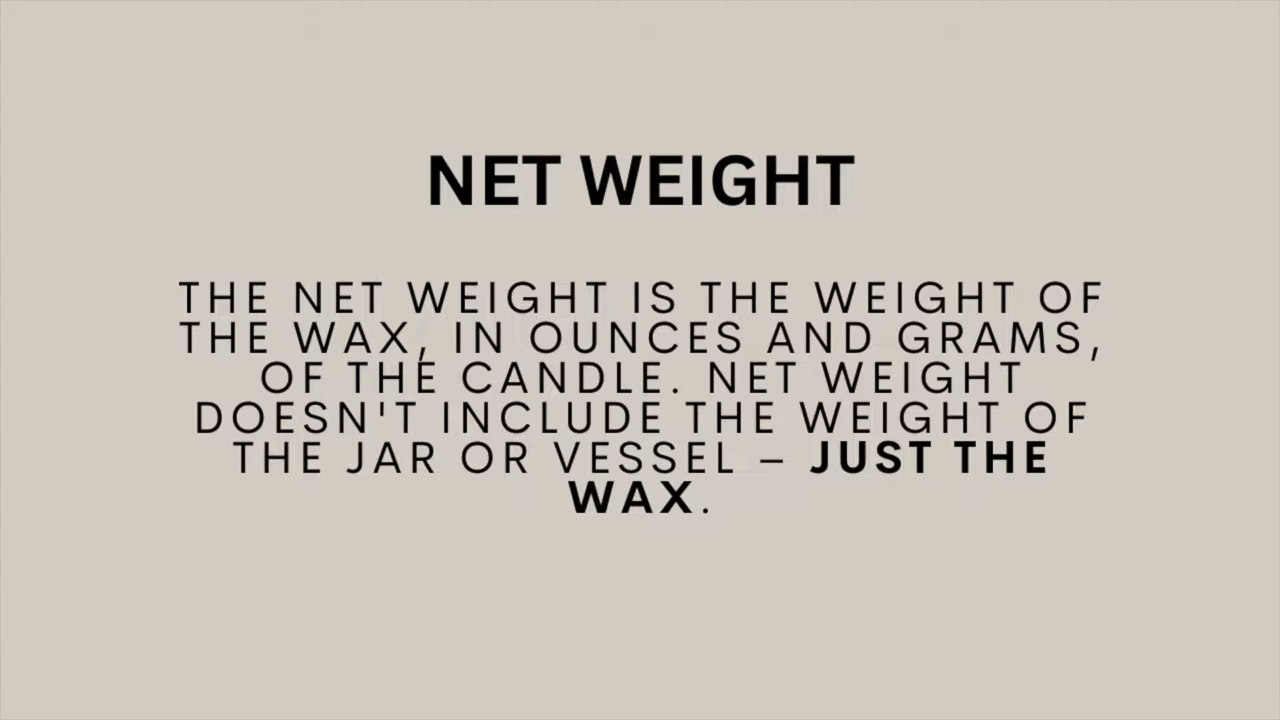 NET WEIGHT
THE NET WEIGHT IS THE WEIGHT OF
THE WAX, IN OUNCES AND GRAMS,
OF THE CANDLE. NET WEIGHT
DOESN'T INCLUDE THE WEIGHT OF
THE JAR OR VESSEL – JUST THE
WAX.